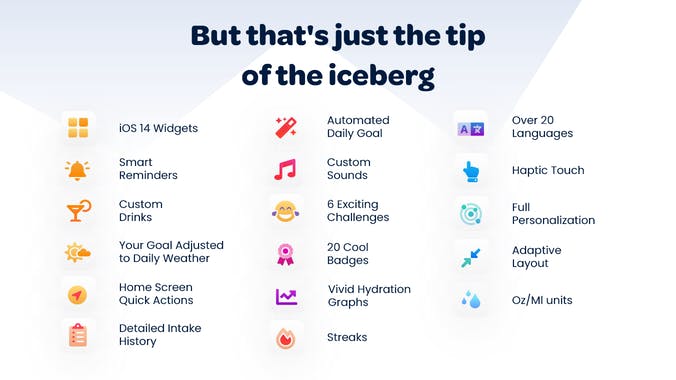 But that's just the tip
of the iceberg
iOS 14 Widgets
Smart
Reminders
Custom
Drinks
Your Goal Adjusted
to Daily Weather
Home Screen
Quick Actions
Detailed Intake
History
Automated
Daily Goal
Custom
Sounds
6 Exciting
Challenges
20 Cool
Badges
Vivid Hydration
Graphs
Streaks
A
Over 20
Languages
Haptic Touch
Full
Personalization
Adaptive
Layout
Oz/Ml units